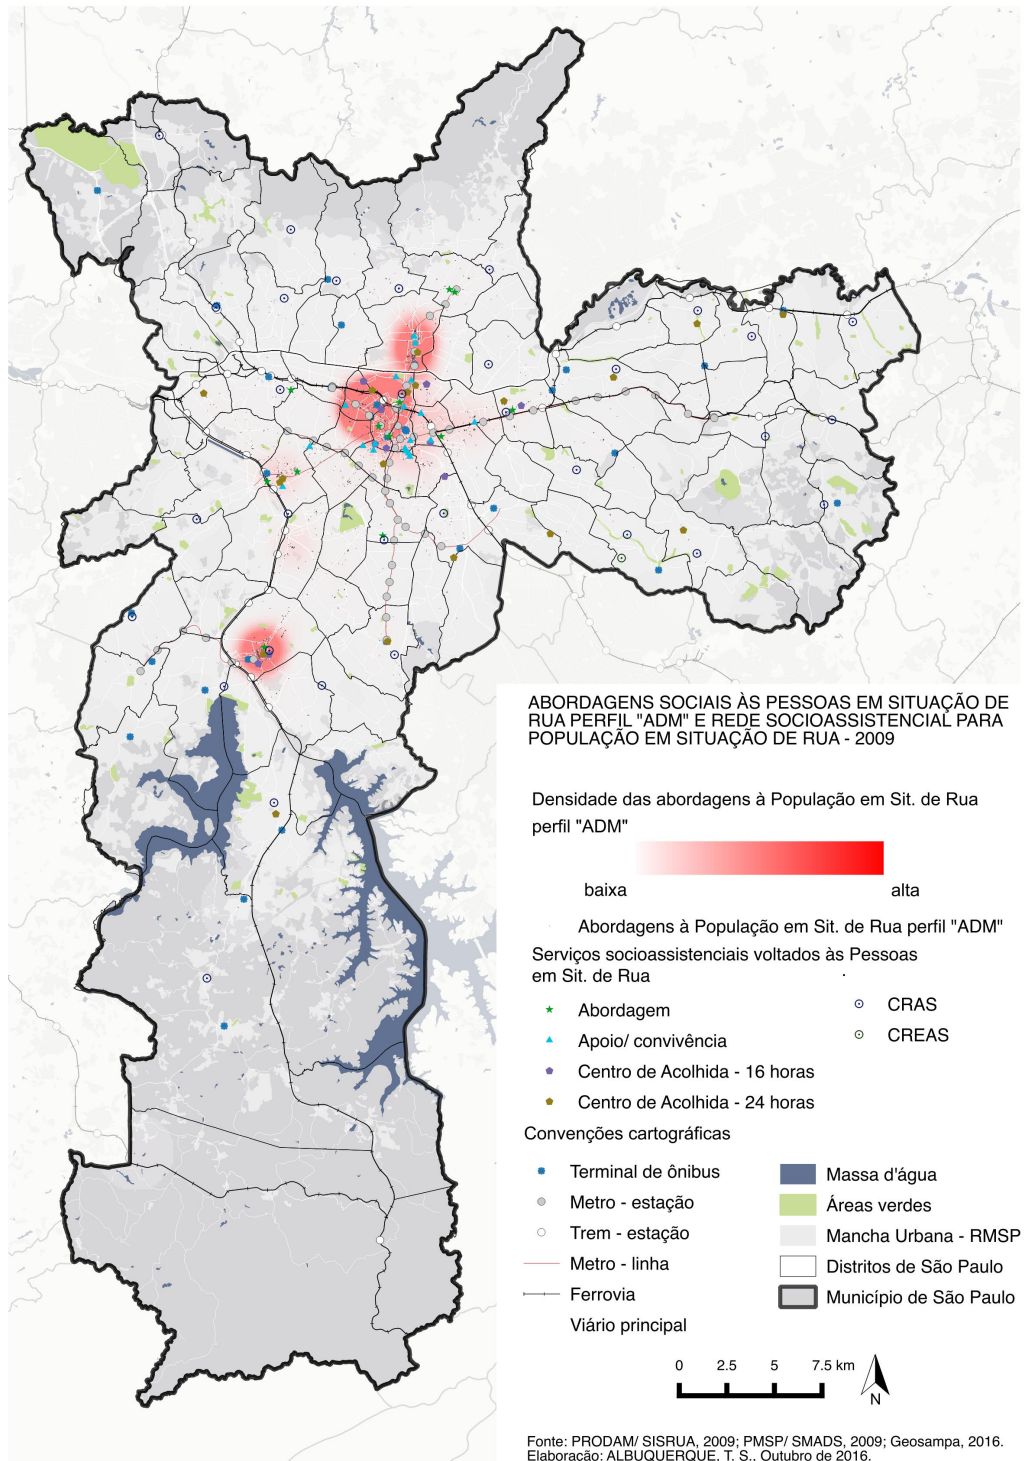 ABORDAGENS SOCIAIS ÀS PESSOAS EM SITUAÇÃO DE
RUA PERFIL "ADM" E REDE SOCIOASSISTENCIAL PARA
POPULAÇÃO EM SITUAÇÃO DE RUA - 2009
Densidade das abordagens à População em Sit. de Rua
perfil "ADM"
baixa
alta
Abordagens à População em Sit. de Rua perfil "ADM"
Serviços socioassistenciais voltados às Pessoas
em Sit. de Rua
Abordagem
Apoio/ convivência
Centro de Acolhida - 16 horas
Centro de Acolhida - 24 horas
CRAS
CREAS
Convenções cartográficas
Terminal de ônibus
Metro - estação
Trem - estação
Metro - linha
Ferrovia
Viário principal
Massa d'água
Áreas verdes
Mancha Urbana - RMSP
Distritos de São Paulo
Município de São Paulo
0 2.5 5 7.5 km
N
Fonte: PRODAM/ SISRUA, 2009; PMSP/ SMADS, 2009; Geosampa, 2016.
Elaboração: ALBUQUERQUE, T. S., Outubro de 2016.